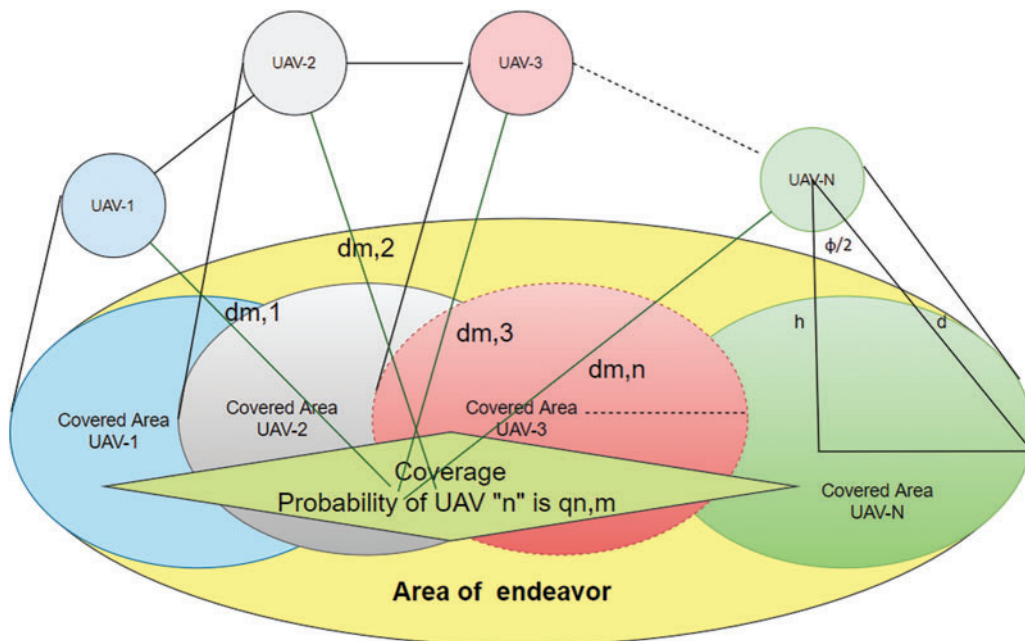 UAV-2
UAV-3
UAV-1
UAV-N
ϕ/2
dm,2
dm,1
dm,3
h
d
dm,n
Covered Area
UAV-1
Covered Area
UAV-2
Covered Area
UAV-3
Coverage
Probability of UAV "n" is qn,m
Covered Area
UAV-N
Area of endeavor